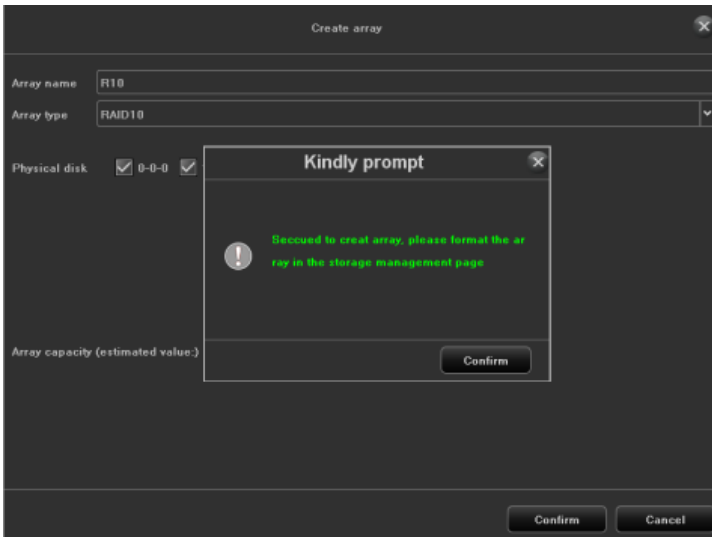 Create array
Array name R10
Array type RAID10
Physical disk 0-0-0
Kindly prompt
Seccued to creat array, please format the ar
ray in the storage management page
Confirm
Array capacity (estimated value:)
Confirm Cancel